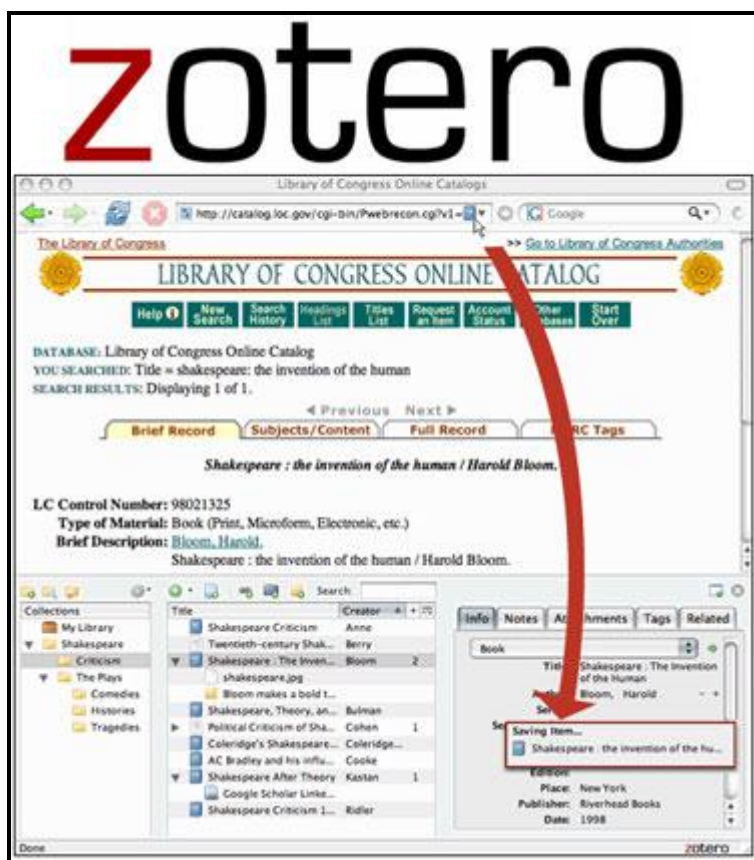 zotero
Library of Congress Online Catalogs
http://catalog.loc.gov/cgi-bin/Pwebrecon.cgi?v1=
Google
The Library of Congress
>> Go to Library of Congress Authorities
LIBRARY OF CONGRESS ONLINE CATALOG
Help New Search Search History Headings List Titles List Request an Item Account Status Other Start Over
DATABASE: Library of Congress Online Catalog
YOU SEARCHED: Title = shakespeare: the invention of the human
SEARCH RESULTS: Displaying 1 of 1.
Previous Next
Brief Record Subjects/Content Full Record Tags
Shakespeare : the invention of the human / Harold Bloom.
LC Control Number: 98021325
Type of Material: Book (Print, Microform, Electronic, etc.)
Brief Description: Bloom, Harold.
Shakespeare : the invention of the human / Harold Bloom.
Search:
Collections
My Library
Shakespeare
Criticism
The Plays
Comedies
Histories
Tragedies
Title Creator
Shakespeare Criticism Anne
Twentieth-century Shak... Berry
Shakespeare : The Inven... Bloom 2
shakespeare.jpg
Bloom makes a bold t...
Shakespeare, Theory, an... Bulman
Political Criticism of Sha... Cohen 1
Coleridge's Shakespeare... Coleridge...
AC Bradley and his influ... Cooke
Shakespeare After Theory Kastan 1
Google Scholar Linke...
Shakespeare Criticism 1... Ridler
Info Notes Tags Related
Book
Shakespeare : The Invention
of the Human
Bloom, Harold
Saving Item...
Shakespeare : the invention of the hu...
Edition:
Place: New York
Publisher: Riverhead Books
Date: 1998
Done
zotero